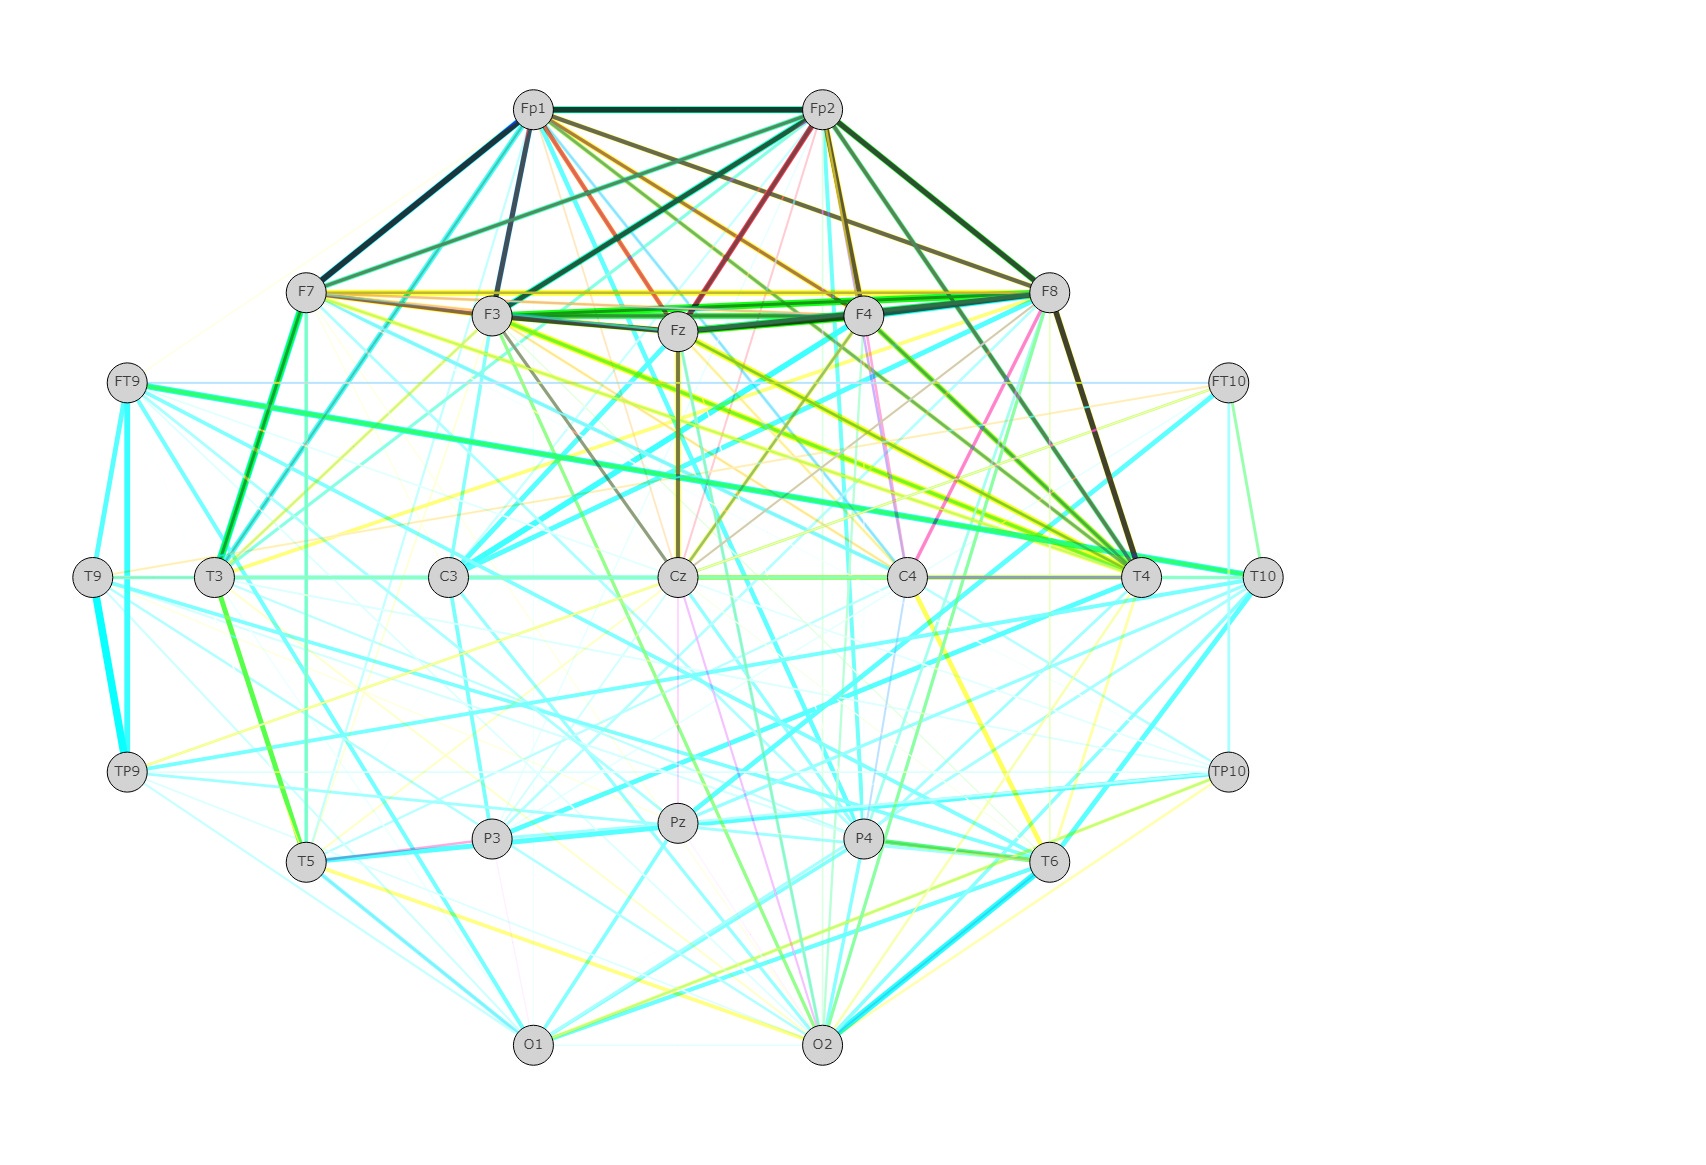 Fp1 Fp2
F7 F3 Fz F4 F8
FT9 FT10
T9 T3 C3 Cz C4 T4 T10
TP9 TP10
T5 P3 Pz P4 T6
O1 O2